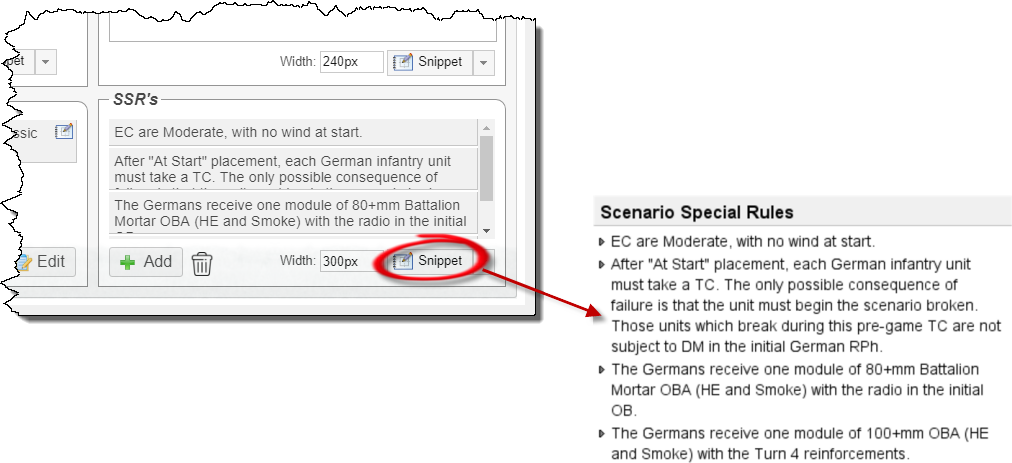 pet
Width: 240px Snippet
SSR's
ssic
EC are Moderate, with no wind at start.
After "At Start" placement, each German infantry unit
must take a TC. The only possible consequence of
The Germans receive one module of 80+mm Battalion
Mortar OBA (HE and Smoke) with the radio in the initial
Edit
Add
Width: 300px Snippet
Scenario Special Rules
EC are Moderate, with no wind at start.
After "At Start" placement, each German infantry unit
must take a TC. The only possible consequence of
failure is that the unit must begin the scenario broken.
Those units which break during this pre-game TC are not
subject to DM in the initial German RPh.
The Germans receive one module of 80+mm Battalion
Mortar OBA (HE and Smoke) with the radio in the initial
OB.
The Germans receive one module of 100+mm OBA (HE
and Smoke) with the Turn 4 reinforcements.